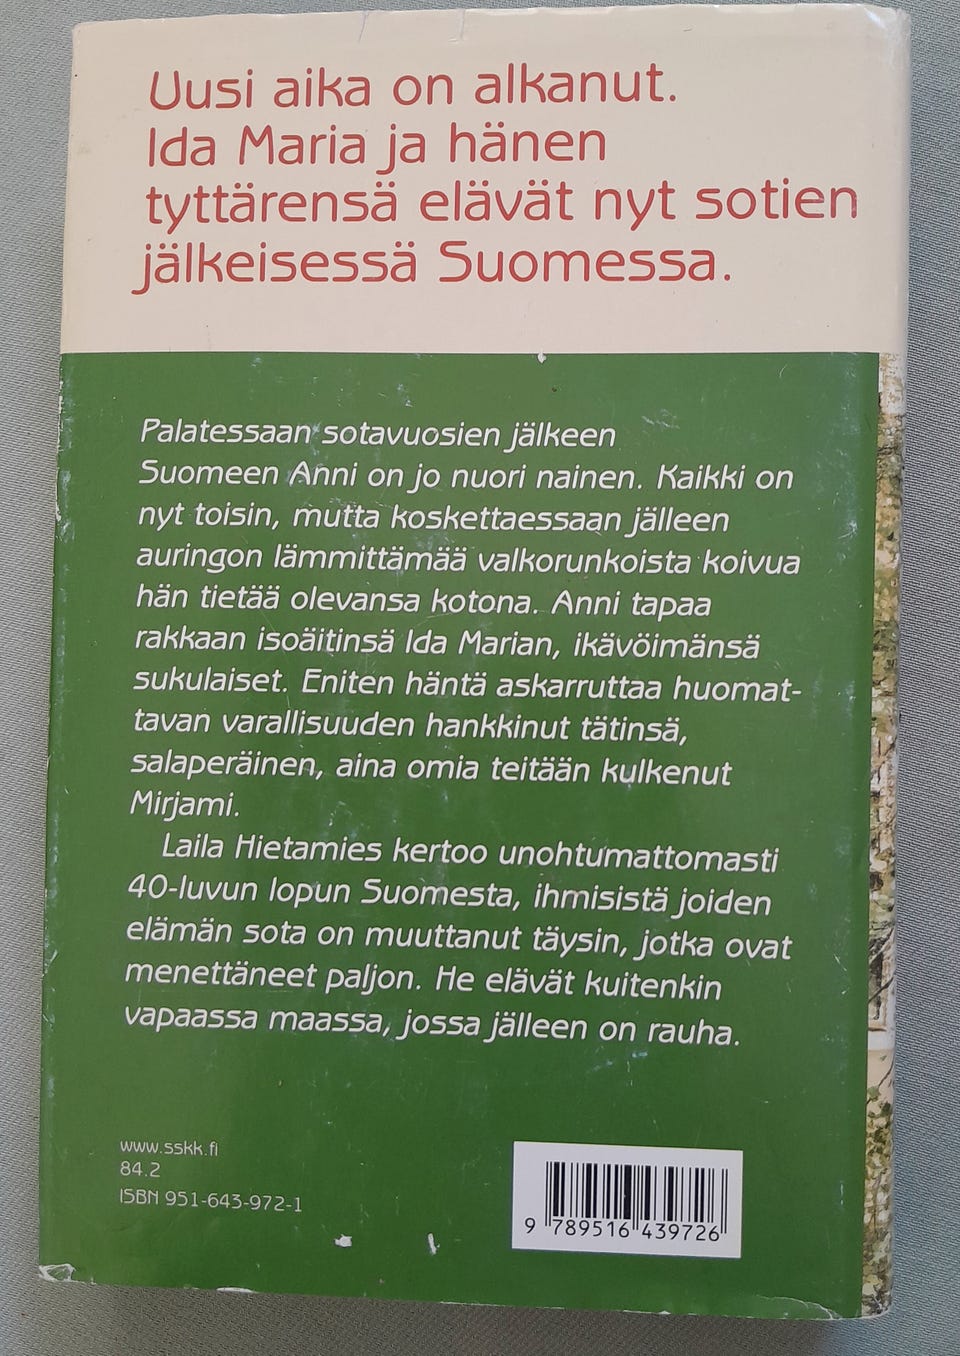 Uusi aika on alkanut.
Ida Maria ja hänen
tyttärensä elävät nyt sotien
jälkeisessä Suomessa.
Palatessaan sotavuosien jälkeen
Suomeen Anni on jo nuori nainen. Kaikki on
nyt toisin, mutta koskettaessaan jälleen
auringon lämmittämää valkorunkoista koivua
hän tietää olevansa kotona. Anni tapaa
rakkaan isoäitinsä Ida Marian, ikävöimänsä
sukulaiset. Eniten häntä askarruttaa huomat-
tavan varallisuuden hankkinut tätinsä,
salaperäinen, aina omia teitään kulkenut
Mirjami.
Laila Hietamies kertoo unohtumattomasti
40-luvun lopun Suomesta, ihmisistä joiden
elämän sota on muuttanut täysin, jotka ovat
menettäneet paljon. He elävät kuitenkin
vapaassa maassa, jossa jälleen on rauha.
www.sskk.fi
84.2
ISBN 951-643-972-1
9 789516 439726